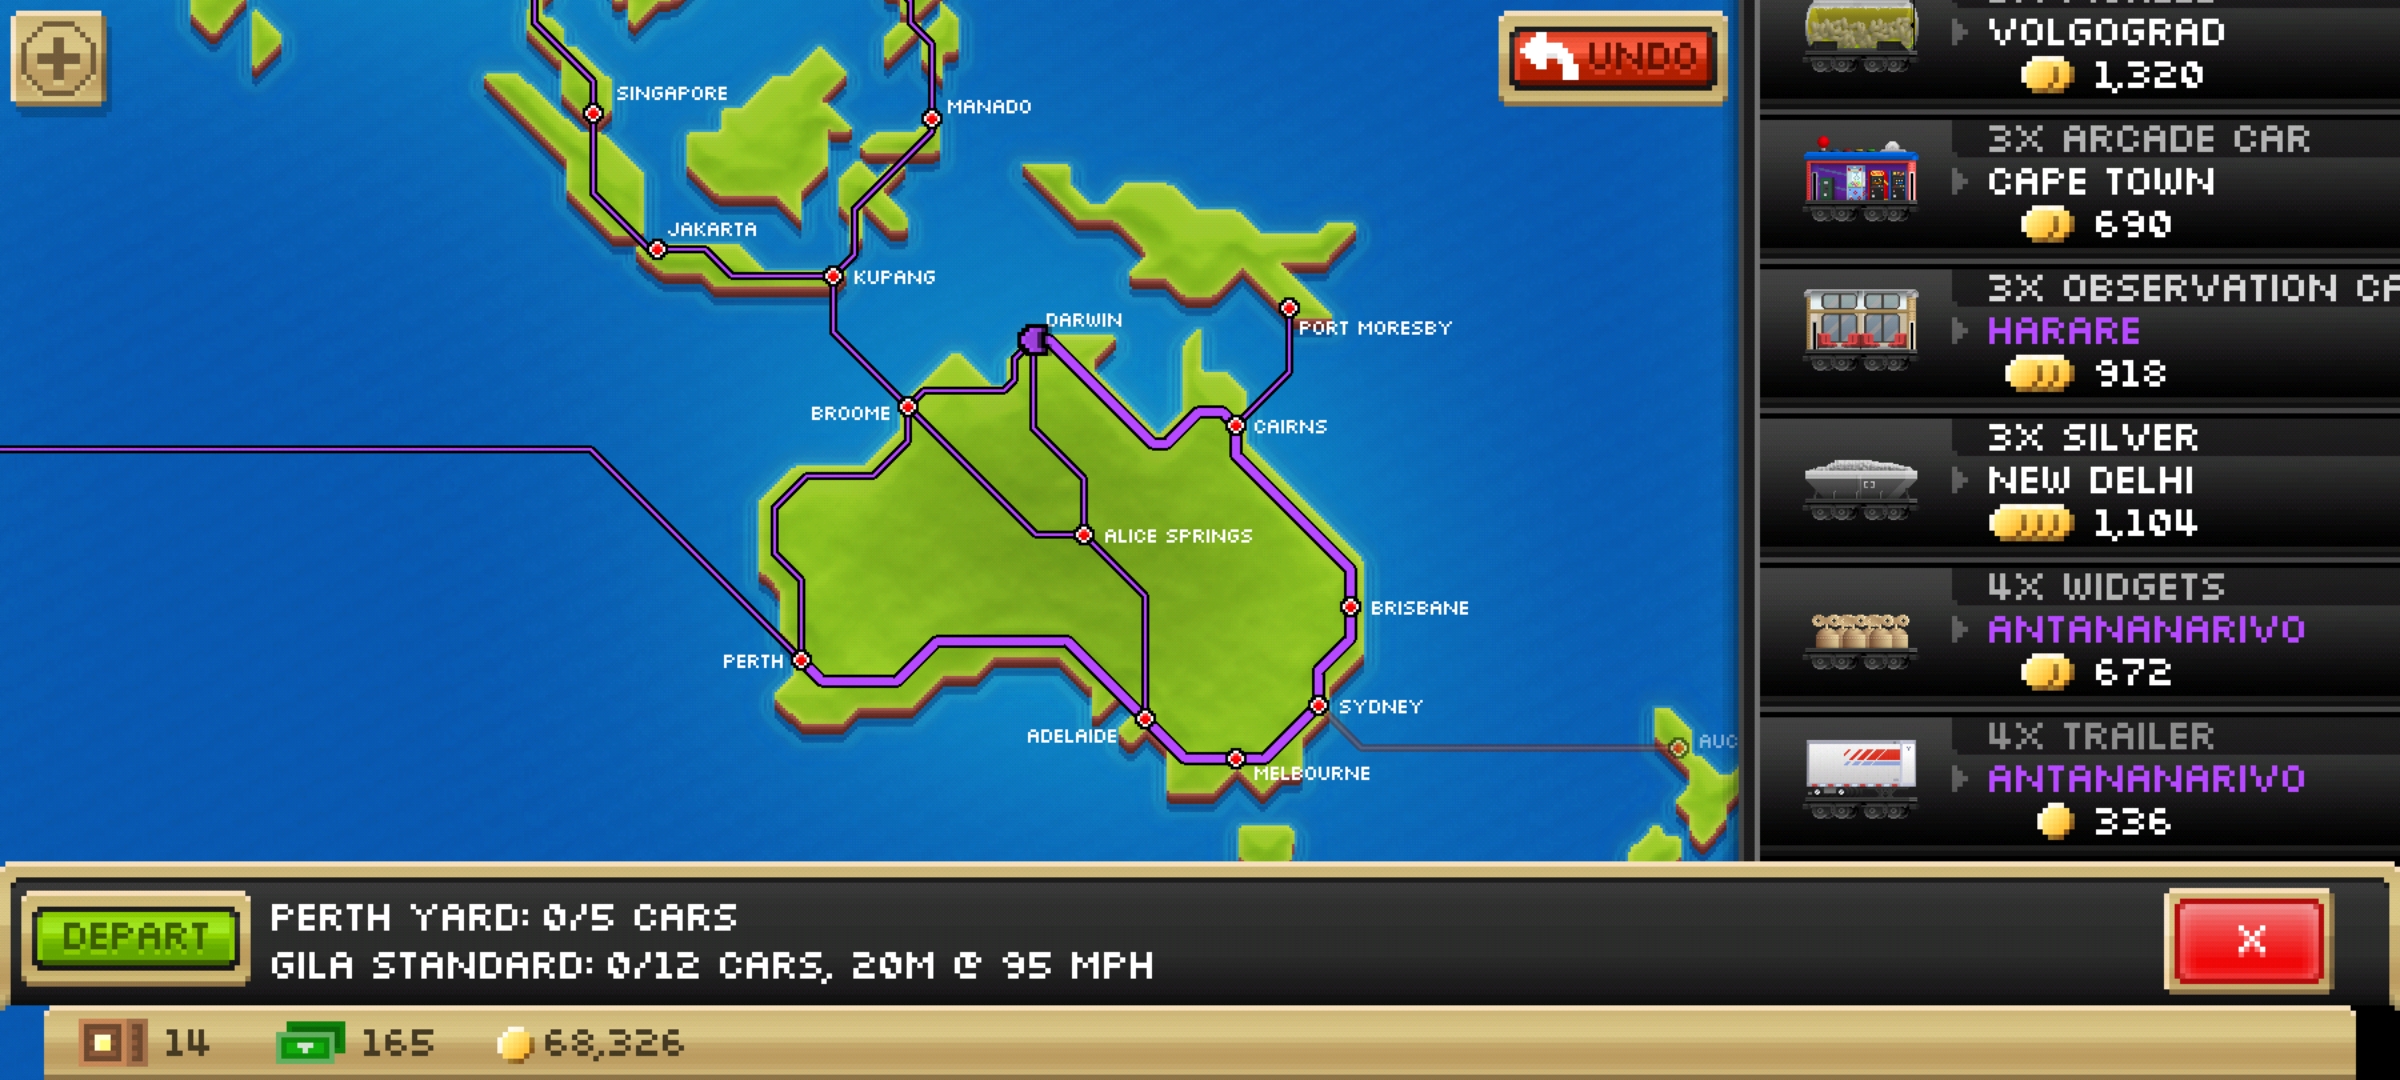 SINGAPORE
MANADO
JAKARTA
KUPANG
DARWIN
PORT MORESBY
BROOME
CAIRNS
ALICE SPRINGS
BRISBANE
PERTH
SYDNEY
ADELAIDE
MELBOURNE
AUC
UNDO
VOLGOGRAD
1,320
3X ARCADE CAR
CAPE TOWN
690
3X OBSERVATION CA
HARARE
918
3X SILVER
NEW DELHI
1,104
4X WIDGETS
ANTANANARIVO
672
4X TRAILER
ANTANANARIVO
336
DEPART
PERTH YARD: 0/5 CARS
GILA STANDARD: 0/12 CARS, 20M @ 95 MPH
X
14 165 68,326